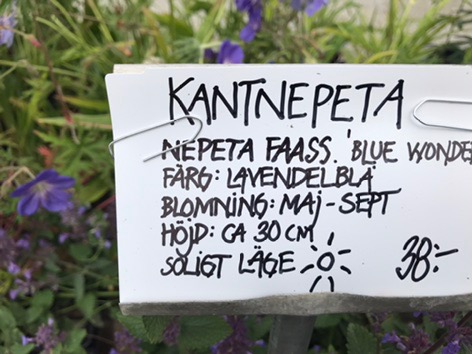 KANTNEPETA
NEPETA FAASS. 'BLUE WONDE
FÄRG: LAVENDELBLÅ
BLOMNING: MAJ - SEPT
HÖJD: CA 30 CM
SOLIGT LÄGE 38:-